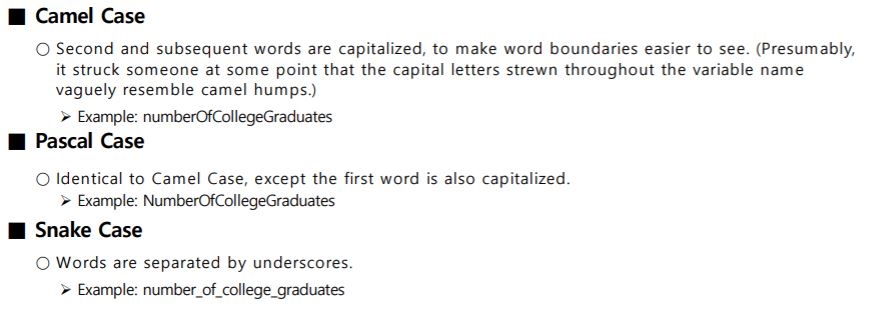 ■ Camel Case
○ Second and subsequent words are capitalized, to make word boundaries easier to see. (Presumably,
it struck someone at some point that the capital letters strewn throughout the variable name
vaguely resemble camel humps.)
➢ Example: numberOfCollegeGraduates
■ Pascal Case
○ Identical to Camel Case, except the first word is also capitalized.
➢ Example: NumberOfCollegeGraduates
■ Snake Case
○ Words are separated by underscores.
➢ Example: number_of_college_graduates